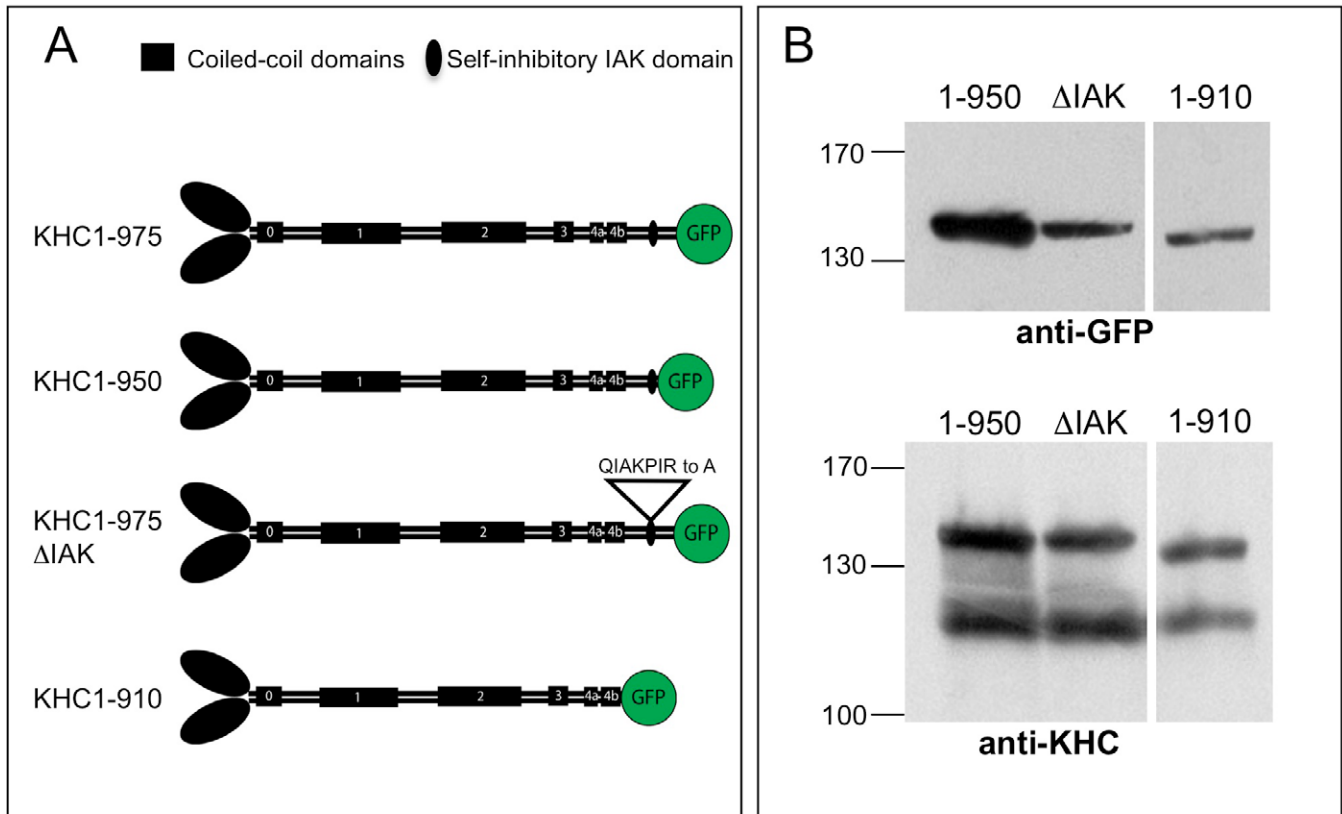 A
Coiled-coil domains
Self-inhibitory IAK domain
KHC1-975
0 1 2 3 4a 4b GFP
KHC1-950
0 1 2 3 4a 4b GFP
QIAKPIR to A
KHC1-975
ΔIAK
0 1 2 3 4a 4b GFP
KHC1-910
0 1 2 3 4a 4b GFP
B
1-950 ΔIAK 1-910
170
130
anti-GFP
1-950 ΔIAK 1-910
170
130
100
anti-KHC